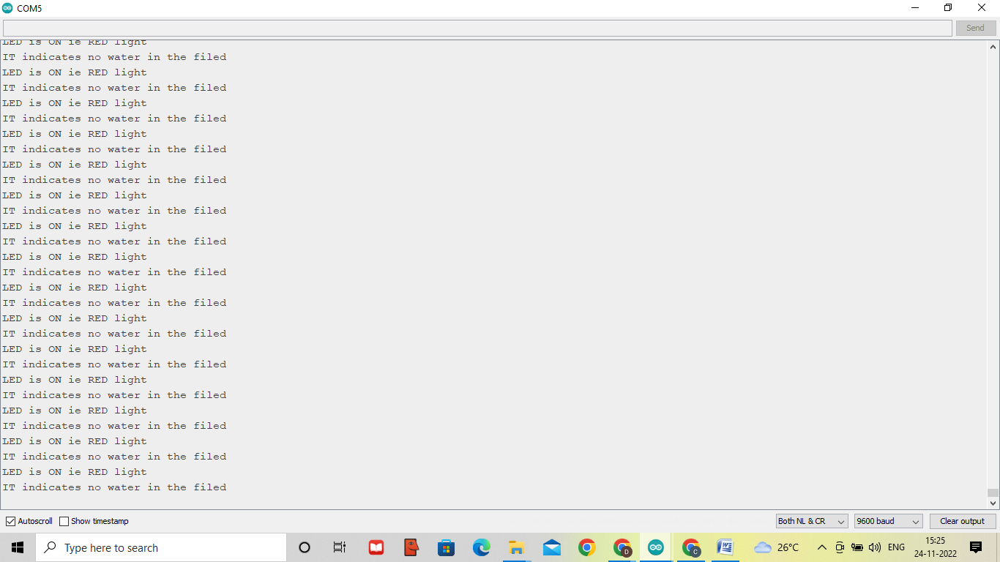 COM5
Send
LED is ON ie RED light
IT indicates no water in the filed
LED is ON ie RED light
IT indicates no water in the filed
LED is ON ie RED light
IT indicates no water in the filed
LED is ON ie RED light
IT indicates no water in the filed
LED is ON ie RED light
IT indicates no water in the filed
LED is ON ie RED light
IT indicates no water in the filed
LED is ON ie RED light
IT indicates no water in the filed
LED is ON ie RED light
IT indicates no water in the filed
LED is ON ie RED light
IT indicates no water in the filed
LED is ON ie RED light
IT indicates no water in the filed
LED is ON ie RED light
IT indicates no water in the filed
LED is ON ie RED light
IT indicates no water in the filed
LED is ON ie RED light
IT indicates no water in the filed
LED is ON ie RED light
IT indicates no water in the filed
LED is ON ie RED light
IT indicates no water in the filed
Autoscroll Show timestamp Both NL & CR 9600 baud Clear output
Type here to search D C W 26°C ENG 15:25
24-11-2022